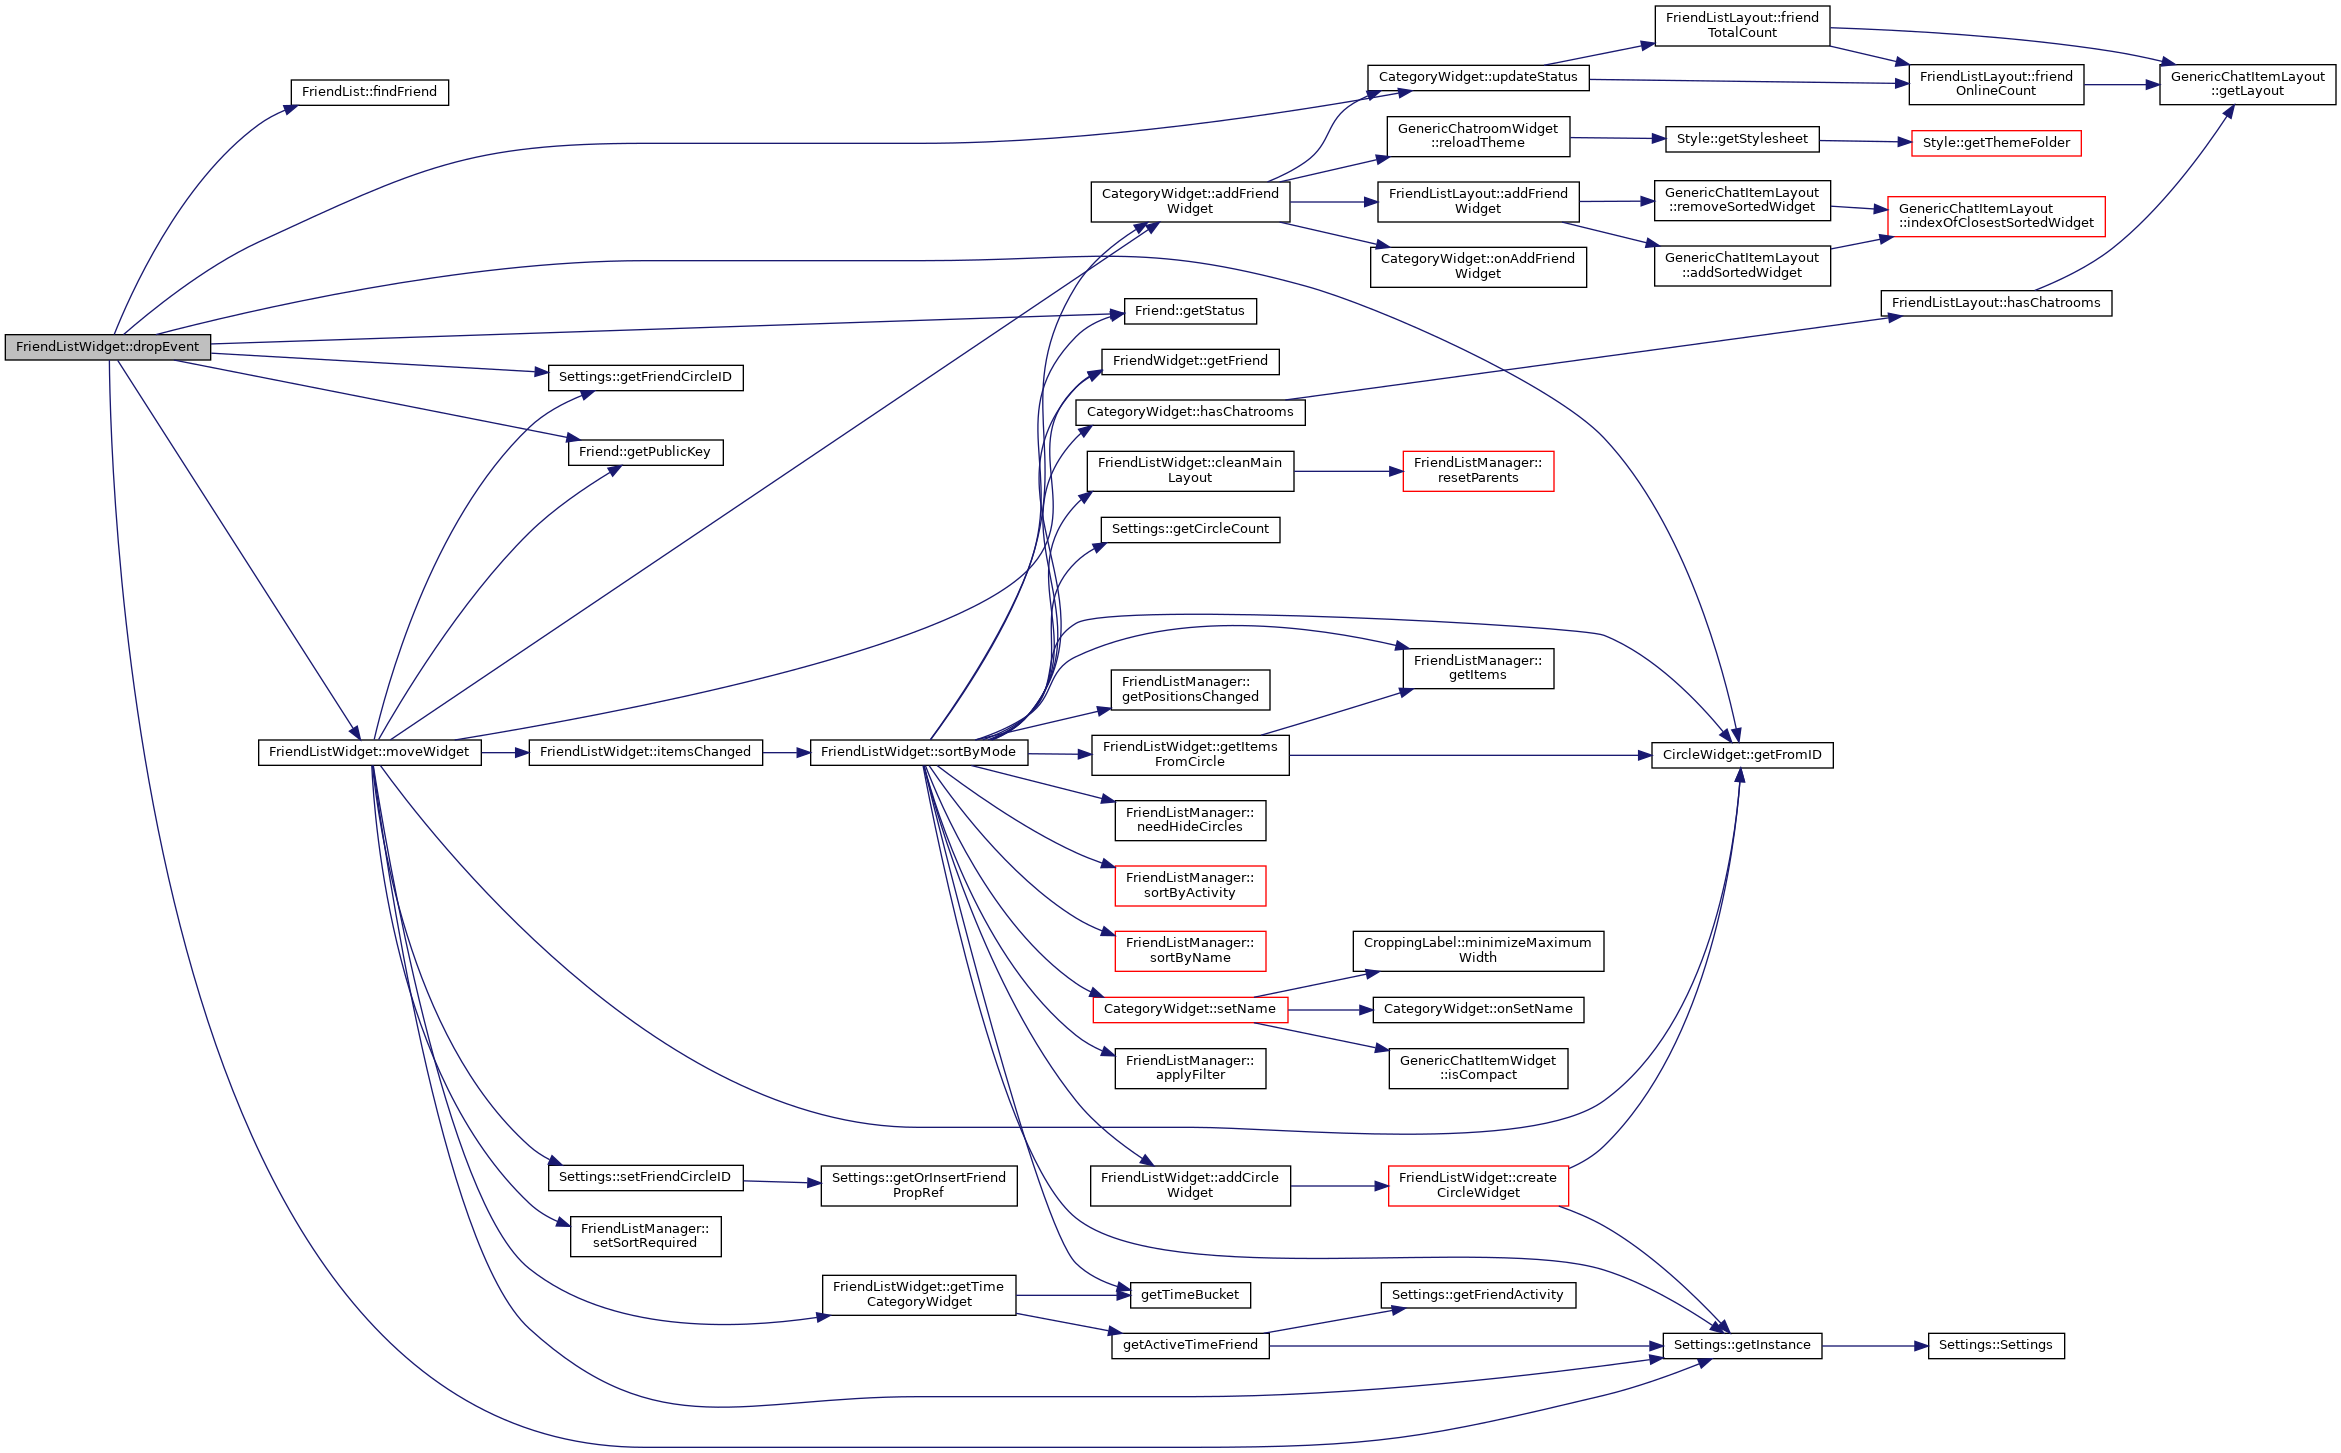 FriendListWidget::dropEvent
FriendList::findFriend
Settings::getFriendCircleID
Friend::getPublicKey
FriendListWidget::moveWidget
FriendListWidget::itemsChanged
Settings::setFriendCircleID
FriendListManager::
setSortRequired
FriendListWidget::sortByMode
Settings::getOrInsertFriend
PropRef
FriendListWidget::getTime
CategoryWidget
CategoryWidget::addFriend
Widget
Friend::getStatus
FriendWidget::getFriend
CategoryWidget::hasChatrooms
FriendListWidget::cleanMain
Layout
Settings::getCircleCount
FriendListManager::
getPositionsChanged
FriendListWidget::getItems
FromCircle
FriendListManager::
needHideCircles
FriendListManager::
sortByActivity
FriendListManager::
sortByName
CategoryWidget::setName
FriendListManager::
applyFilter
FriendListWidget::addCircle
Widget
getTimeBucket
getActiveTimeFriend
CategoryWidget::updateStatus
GenericChatroomWidget
::reloadTheme
FriendListLayout::addFriend
Widget
CategoryWidget::onAddFriend
Widget
FriendListManager::
resetParents
FriendListManager::
getItems
CroppingLabel::minimizeMaximum
Width
CategoryWidget::onSetName
GenericChatItemWidget
::isCompact
FriendListWidget::create
CircleWidget
Settings::getFriendActivity
FriendListLayout::friend
TotalCount
Style::getStylesheet
GenericChatItemLayout
::removeSortedWidget
GenericChatItemLayout
::addSortedWidget
CircleWidget::getFromID
Settings::getInstance
FriendListLayout::friend
OnlineCount
Style::getThemeFolder
GenericChatItemLayout
::indexOfClosestSortedWidget
FriendListLayout::hasChatrooms
Settings::Settings
GenericChatItemLayout
::getLayout